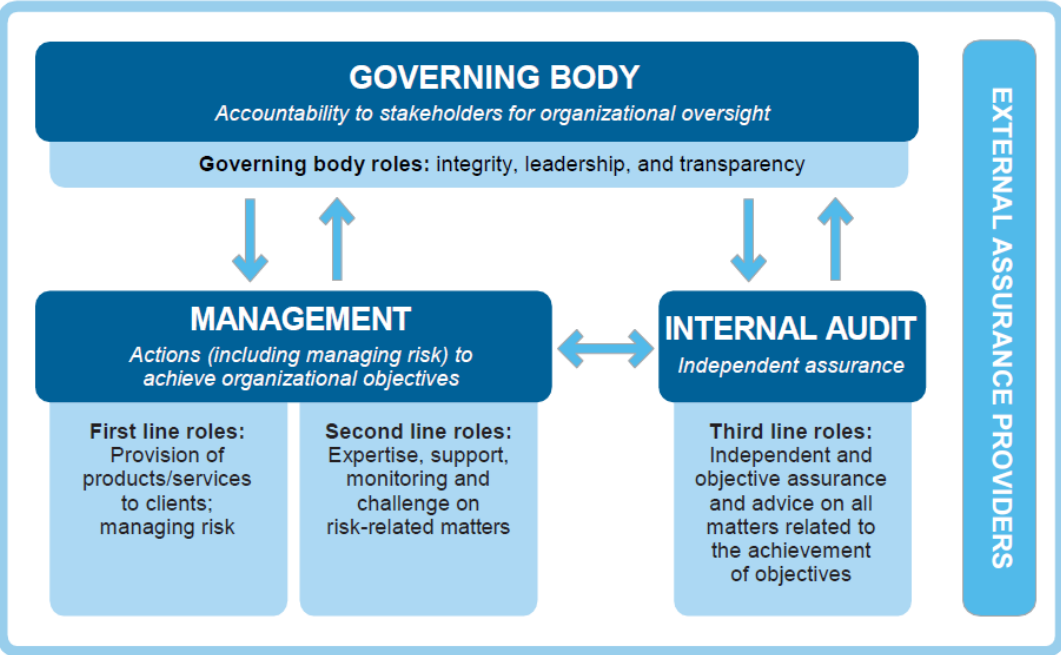 GOVERNING BODY
Accountability to stakeholders for organizational oversight
Governing body roles: integrity, leadership, and transparency
MANAGEMENT
Actions (including managing risk) to
achieve organizational objectives
First line roles:
Provision of
products/services
to clients;
managing risk
Second line roles:
Expertise, support,
monitoring and
challenge on
risk-related matters
INTERNAL AUDIT
Independent assurance
Third line roles:
Independent and
objective assurance
and advice on all
matters related to
the achievement
of objectives
EXTERNAL ASSURANCE PROVIDERS